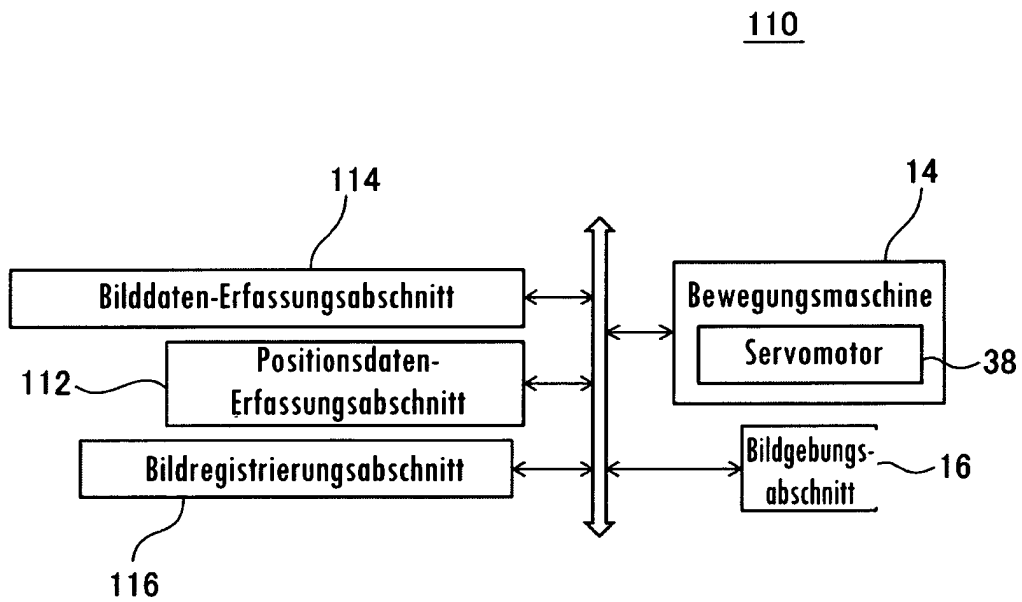 110
114
14
Bilddaten-Erfassungsabschnitt
Bewegungsmaschine
Servomotor
38
Positionsdaten-
Erfassungsabschnitt
112
Bildregistrierungsabschnitt
Bildgebungs-
abschnitt
16
116